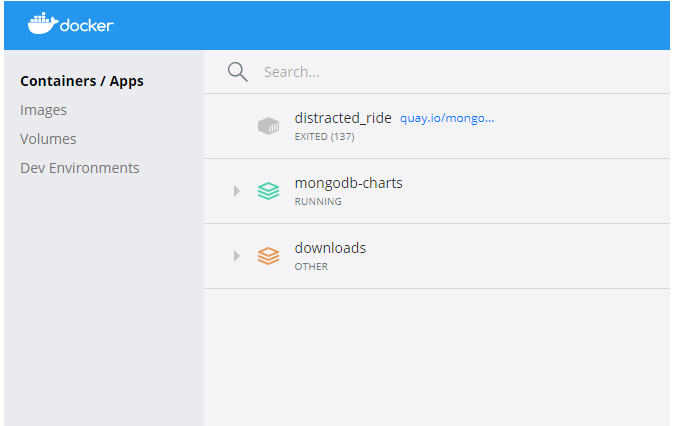 docker
Containers / Apps
Images
Volumes
Dev Environments
Search...
distracted_ride quay.io/mongo...
EXITED (137)
mongodb-charts
RUNNING
downloads
OTHER